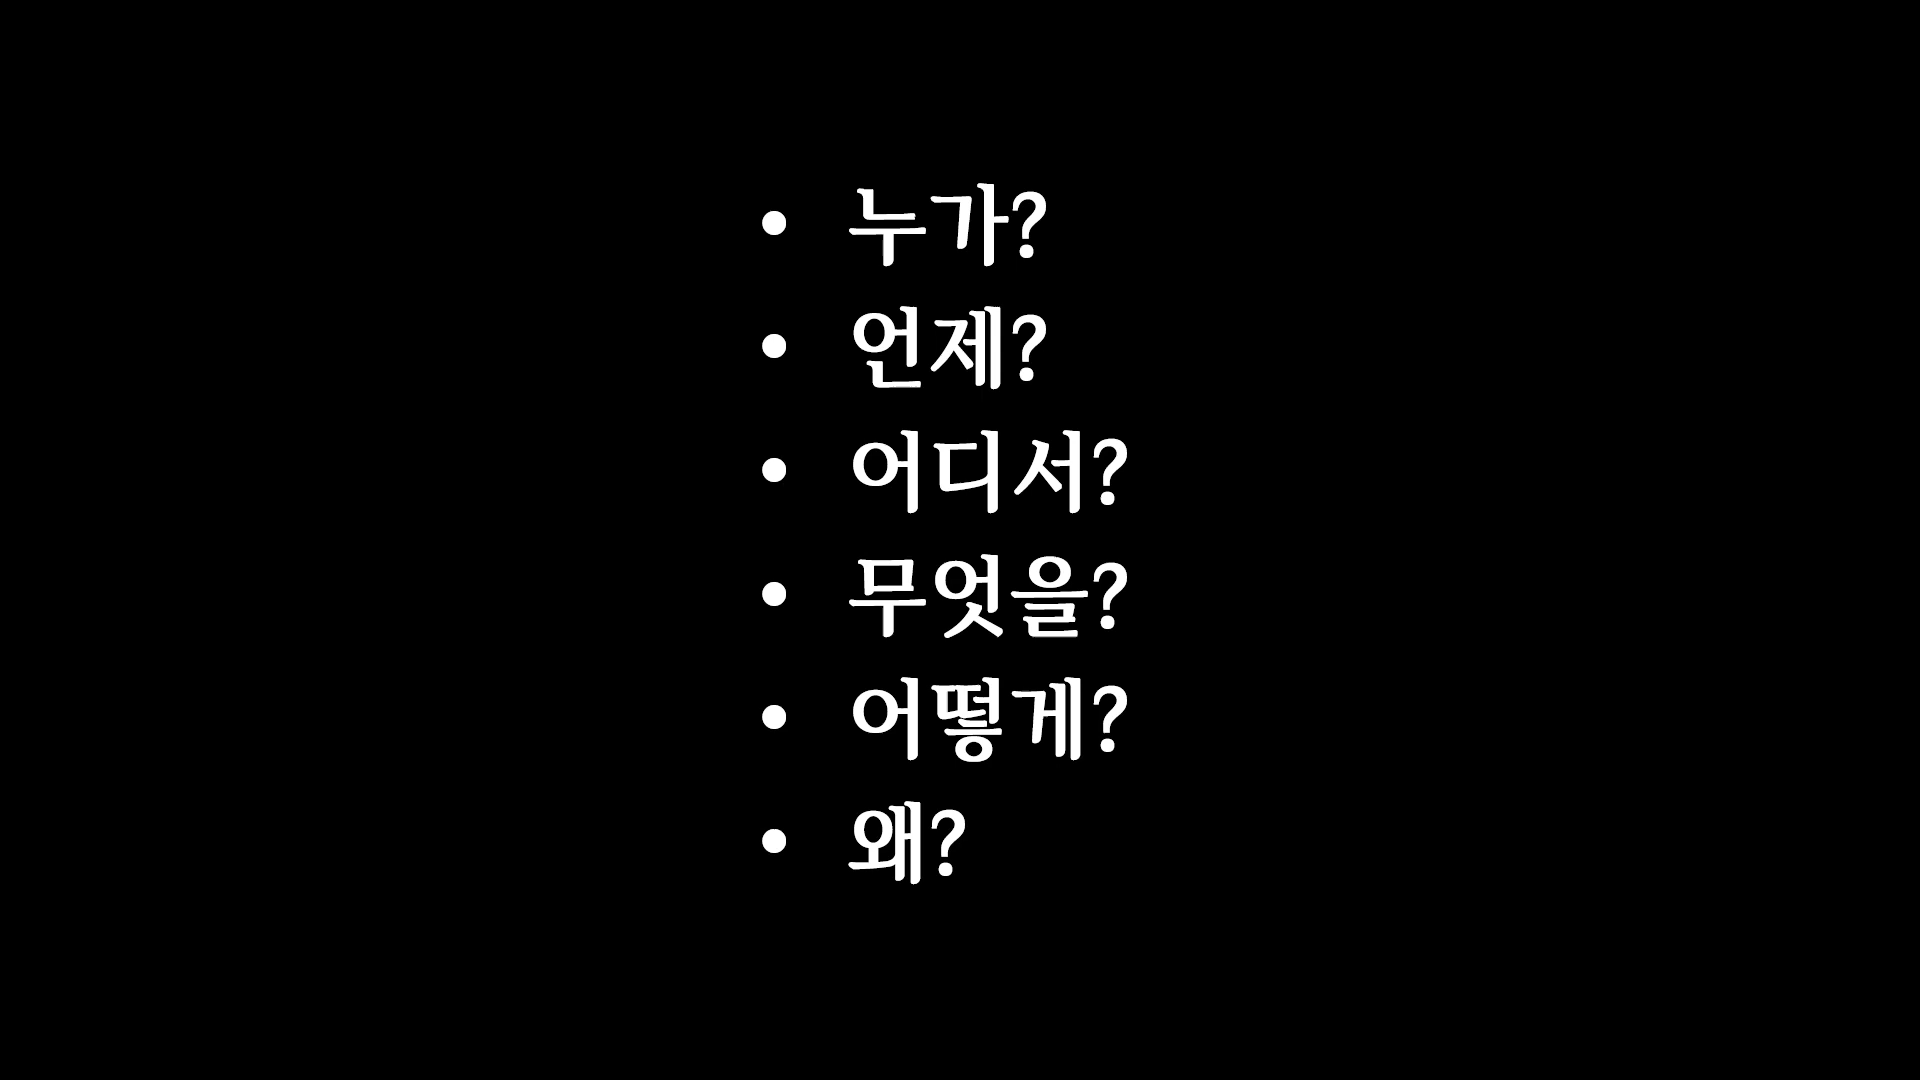 • 누가?
• 언제?
• 어디서?
• 무엇을?
• 어떻게?
• 왜?